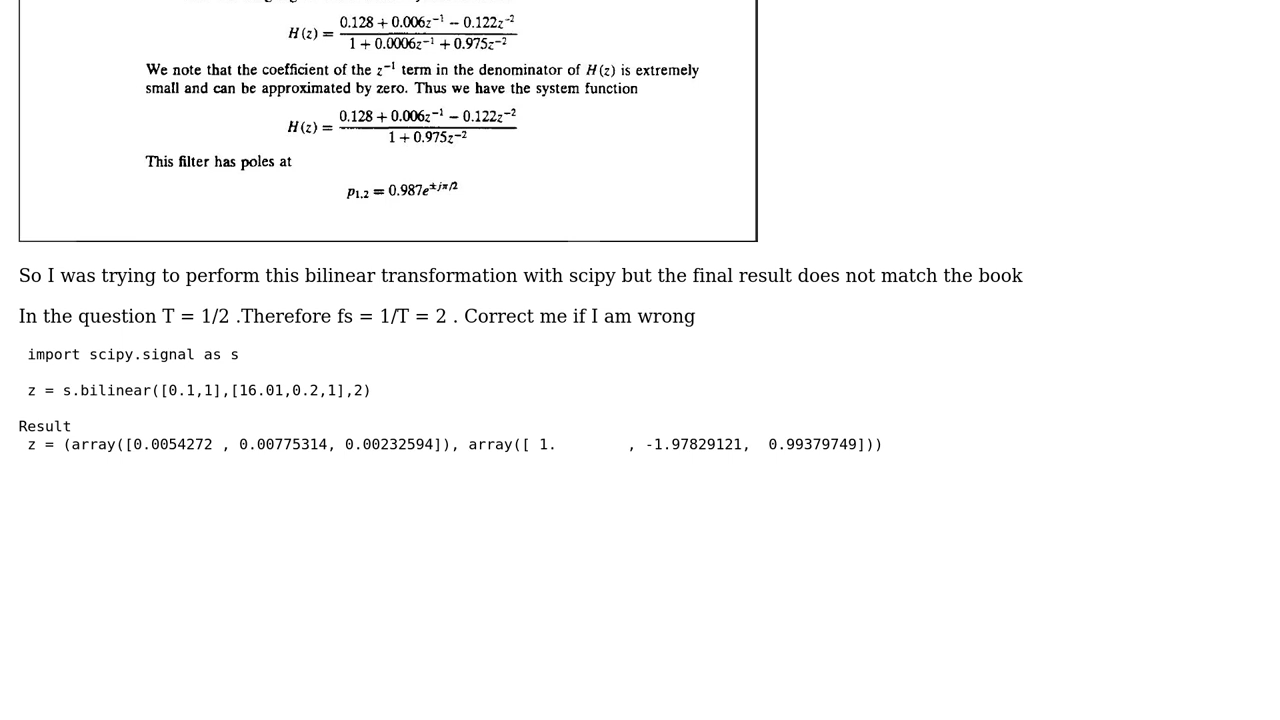 H(z) = 0.128 + 0.006z⁻¹ − 0.122z⁻² / 1 + 0.0006z⁻¹ + 0.975z⁻²
We note that the coefficient of the z⁻¹ term in the denominator of H(z) is extremely
small and can be approximated by zero. Thus we have the system function
H(z) = 0.128 + 0.006z⁻¹ − 0.122z⁻² / 1 + 0.975z⁻²
This filter has poles at
p₁,₂ = 0.987e^±jπ/2
So I was trying to perform this bilinear transformation with scipy but the final result does not match the book
In the question T = 1/2 .Therefore fs = 1/T = 2 . Correct me if I am wrong
import scipy.signal as s
z = s.bilinear([0.1,1],[16.01,0.2,1],2)
Result
z = (array([0.0054272 , 0.00775314, 0.00232594]), array([ 1.        , -1.97829121,  0.99379749]))